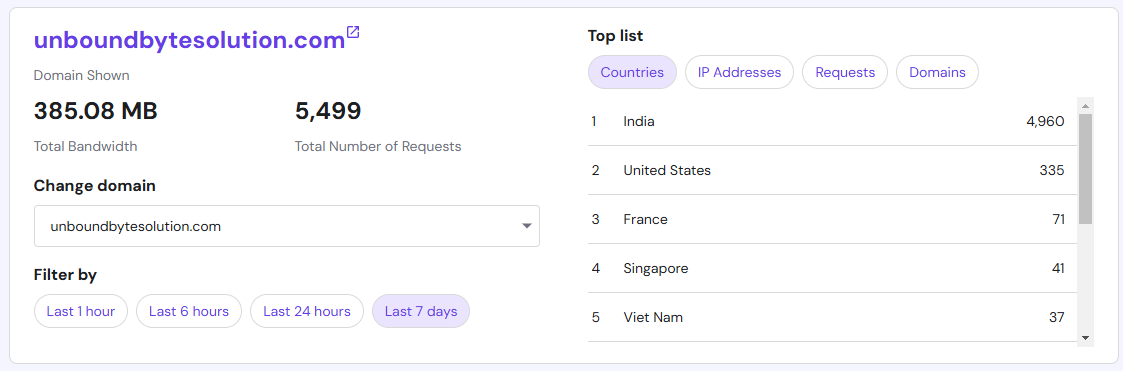 unboundbytesolution.com
Domain Shown
385.08 MB
Total Bandwidth
5,499
Total Number of Requests
Change domain
unboundbytesolution.com
Filter by
Last 1 hour
Last 6 hours
Last 24 hours
Last 7 days
Top list
Countries
IP Addresses
Requests
Domains
1 India 4,960
2 United States 335
3 France 71
4 Singapore 41
5 Viet Nam 37